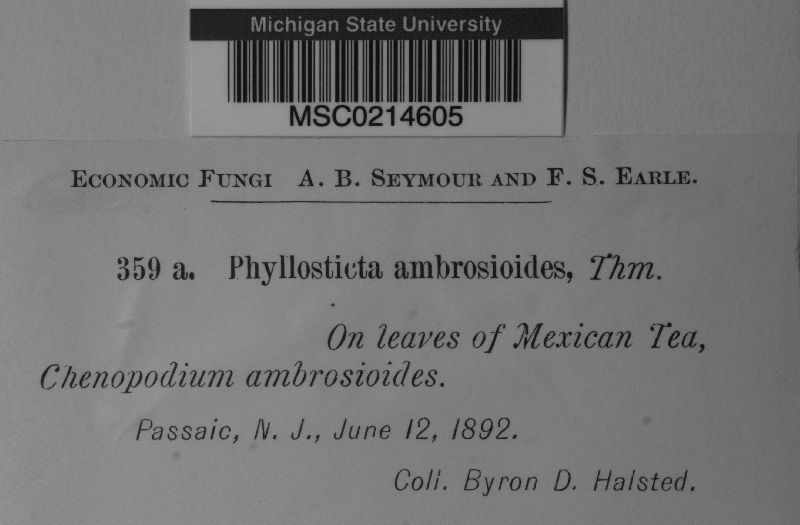 Michigan State University
MSC0214605
ECONOMIC FUNGI A. B. SEYMOUR AND F. S. EARLE.
359 a. Phyllosticta ambrosioides, Thm.
On leaves of Mexican Tea,
Chenopodium ambrosioides.
Passaic, N. J., June 12, 1892.
Coll. Byron D. Halsted.